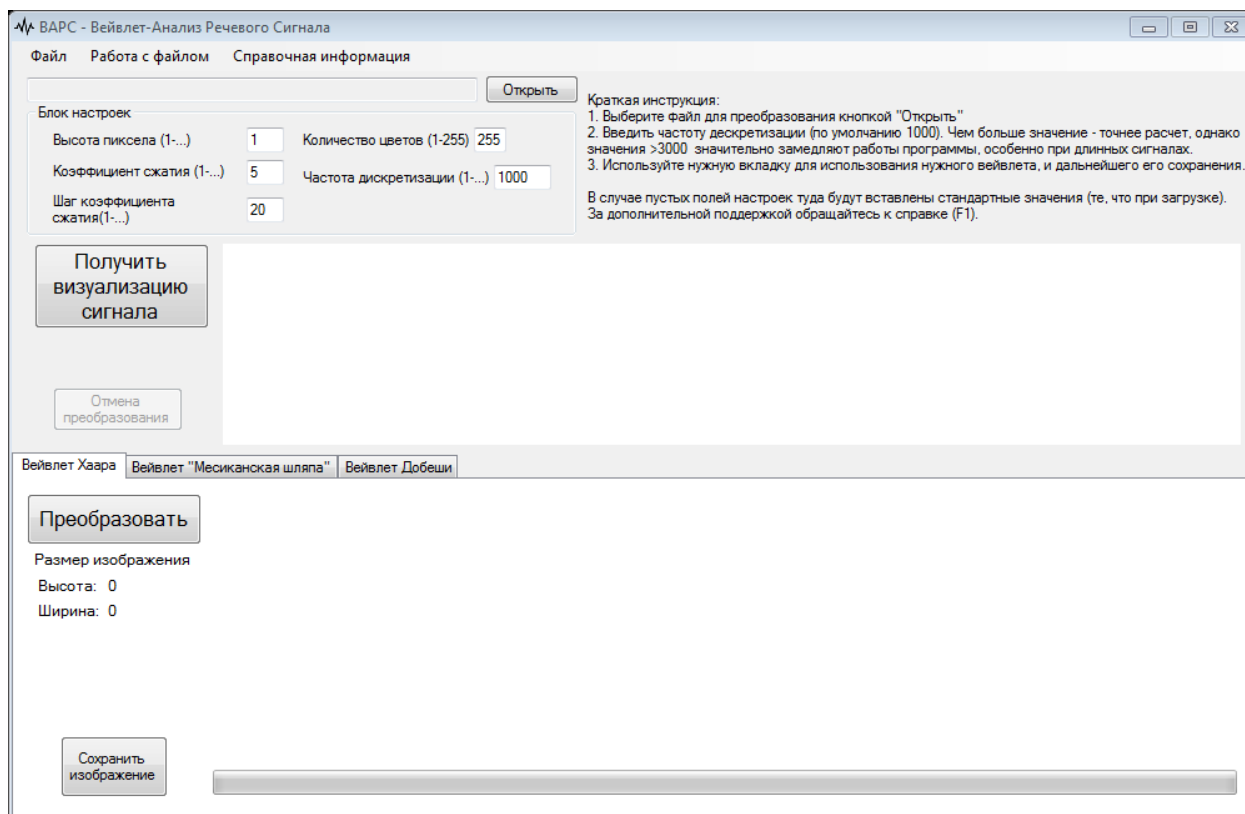 ВАРС - Вейвлет-Анализ Речевого Сигнала
Файл Работа с файлом Справочная информация
Открыть
Блок настроек
Высота пиксела (1-...) 1 Количество цветов (1-255) 255
Коэффициент сжатия (1-...) 5 Частота дискретизации (1-...) 1000
Шаг коэффициента
сжатия(1-...) 20
Краткая инструкция:
1. Выберите файл для преобразования кнопкой "Открыть"
2. Введить частоту дескретизации (по умолчанию 1000). Чем больше значение - точнее расчет, однако
значения >3000 значительно замедляют работы программы, особенно при длинных сигналах.
3. Используйте нужную вкладку для использования нужного вейвлета, и дальнейшего его сохранения.
В случае пустых полей настроек туда будут вставлены стандартные значения (те, что при загрузке).
За дополнительной поддержкой обращайтесь к справке (F1).
Получить
визуализацию
сигнала
Отмена
преобразования
Вейвлет Хаара Вейвлет "Месиканская шляпа" Вейвлет Добеши
Преобразовать
Размер изображения
Высота: 0
Ширина: 0
Сохранить
изображение